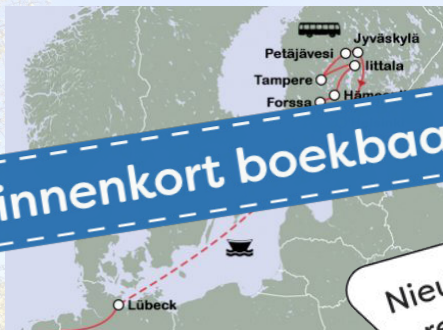 Jyväskylä
Petäjävesi
Iittala
Tampere
Forssa
innenkort boekbaa
Lübeck
Nieu